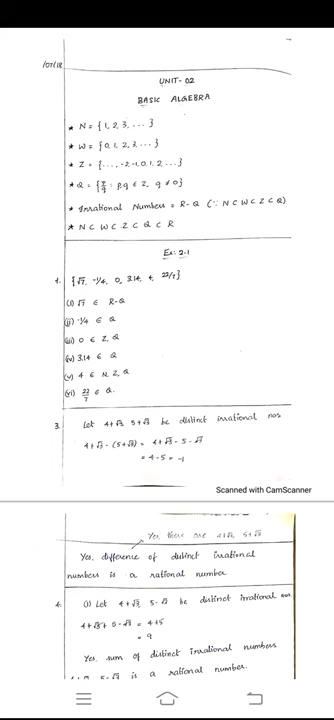 /07/18
UNIT-02
BASIC ALGEBRA
* N = {1, 2, 3, ....}
* W = {0, 1, 2, 3, ....}
* Z = {...., -2, -1, 0, 1, 2, ....}
* Q = {p/q : p, q ∈ Z, q ≠ 0}
* Irrational Numbers = R-Q (∵ N ⊂ W ⊂ Z ⊂ Q)
* N ⊂ W ⊂ Z ⊂ Q ⊂ R
Ex: 2.1
1. {√7, -1/4, 0, 3.14, 4, 22/7}
(i) √7 ∈ R-Q
(ii) -1/4 ∈ Q
(iii) 0 ∈ Z, Q
(iv) 3.14 ∈ Q
(v) 4 ∈ N, Z, Q
(vi) 22/7 ∈ Q.
3. Let 4+√3, 5+√3 be distinct irrational nos
4+√3 - (5+√3) = 4+√3 - 5 - √3
= 4-5 = -1
Scanned with CamScanner
Yes, there are 4+√3, 5+√3
Yes, difference of distinct irrational
numbers is a rational number
4. (i) Let 4+√3, 5-√3 be distinct irrational nos
4+√3+5-√3 = 4+5
= 9
Yes, sum of distinct irrational numbers
5-√3 is a rational number.